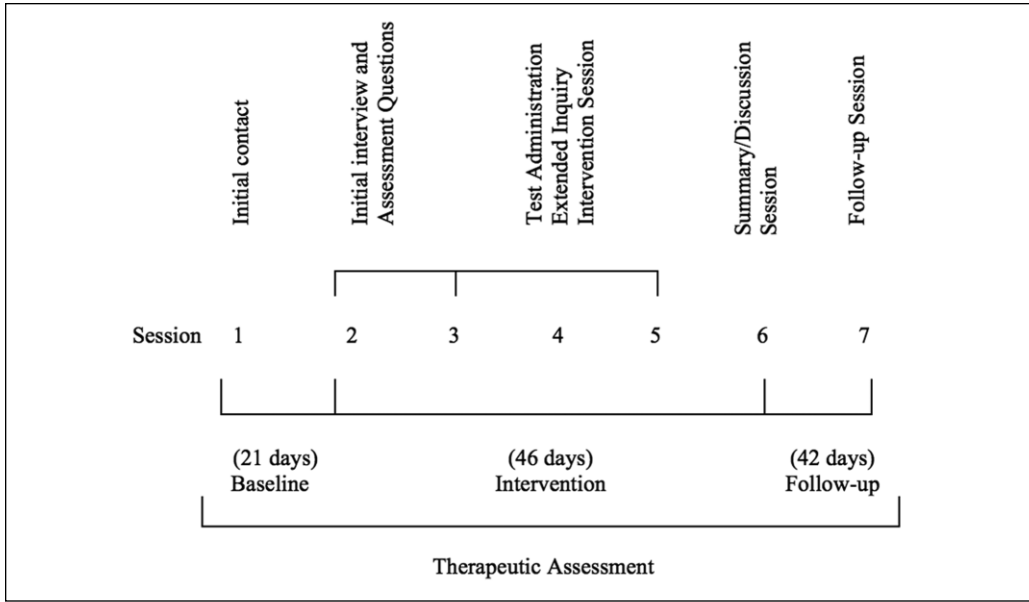 Initial contact
Initial interview and
Assessment Questions
Test Administration
Extended Inquiry
Intervention Session
Summary/Discussion
Session
Follow-up Session
Session 1 2 3 4 5 6 7
(21 days) (46 days) (42 days)
Baseline Intervention Follow-up
Therapeutic Assessment